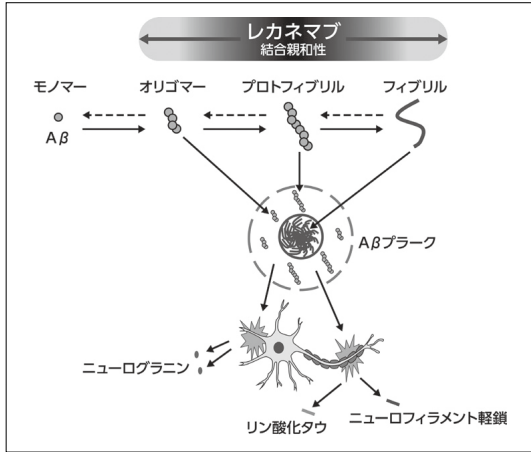 レカネマブ
結合親和性
モノマー オリゴマー プロトフィブリル フィブリル
Aβ
Aβプラーク
ニューログラニン
リン酸化タウ
ニューロフィラメント軽鎖